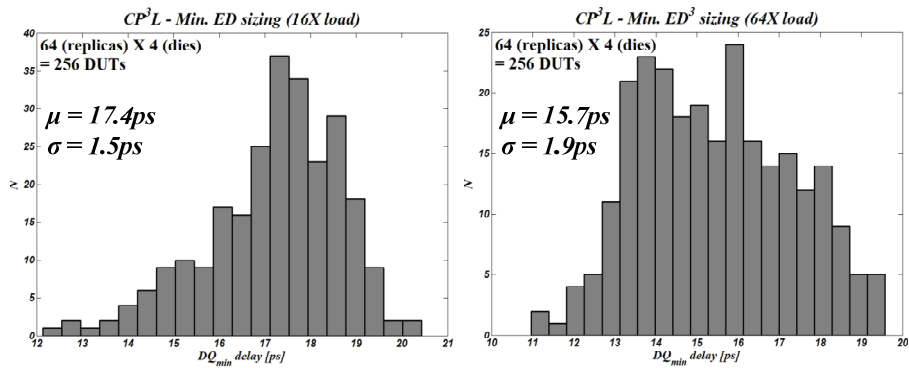 CP³L - Min. ED sizing (16X load)
64 (replicas) X 4 (dies)
= 256 DUTs
μ = 17.4ps
σ = 1.5ps
N
40
35
30
25
20
15
10
5
0
12 13 14 15 16 17 18 19 20 21
DQmin delay [ps]
CP³L - Min. ED³ sizing (64X load)
64 (replicas) X 4 (dies)
= 256 DUTs
μ = 15.7ps
σ = 1.9ps
N
25
20
15
10
5
0
10 11 12 13 14 15 16 17 18 19 20
DQmin delay [ps]